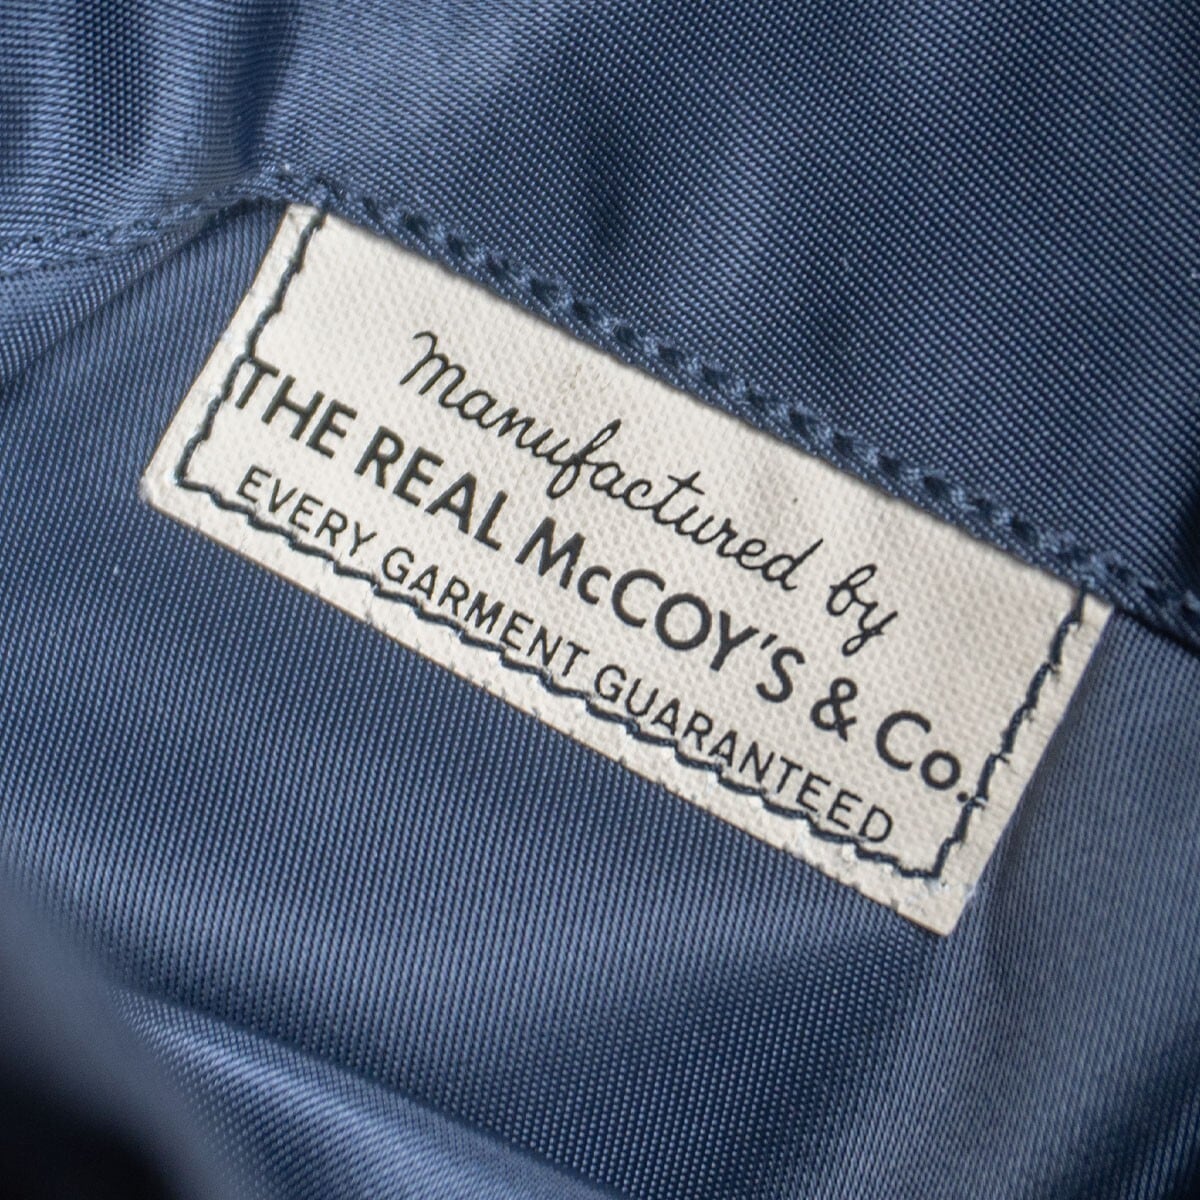 Manufactured by
THE REAL McCOY'S & Co.
EVERY GARMENT GUARANTEED